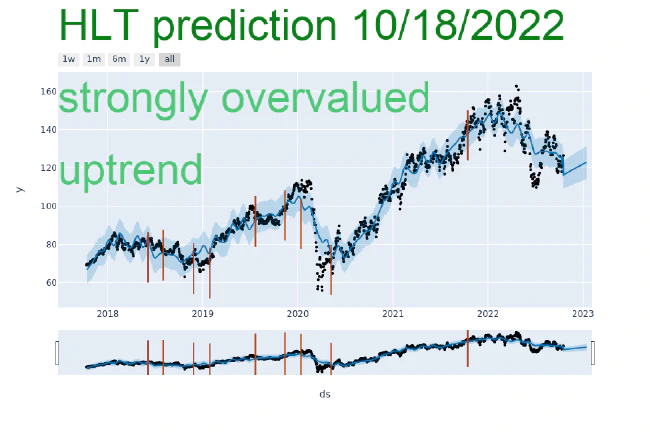 HLT prediction 10/18/2022
1w 1m 6m 1y all
strongly overvalued
uptrend
160
140
120
100
80
60
y
2018 2019 2020 2021 2022 2023
ds